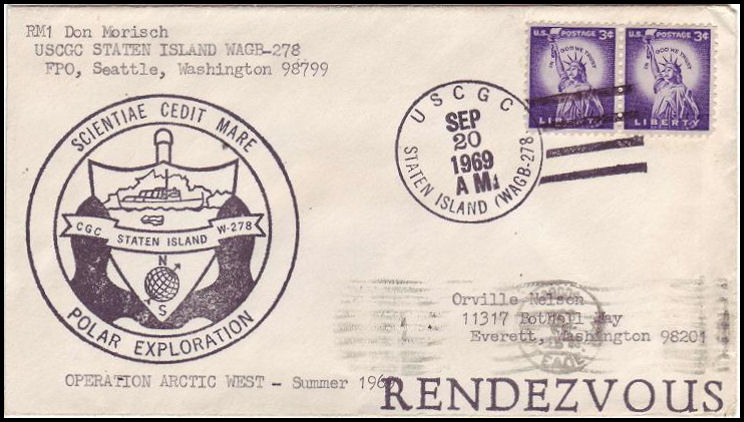 RM1 Don Morisch
USCGC STATEN ISLAND WAGB-278
FPO, Seattle, Washington 98799
U.S. POSTAGE 3¢
IN GOD WE TRUST
LIBERTY
U.S. POSTAGE 3¢
IN GOD WE TRUST
LIBERTY
USCGC
SEP
20
1969
AM
STATEN ISLAND (WAGB-278)
SCIENTIAE CEDIT MARE
CGC STATEN ISLAND W-278
N
S
POLAR EXPLORATION
Orville Nelson
11317 Bothell Way
Everett, Washington 98201
OPERATION ARCTIC WEST - Summer 1969
RENDEZVOUS